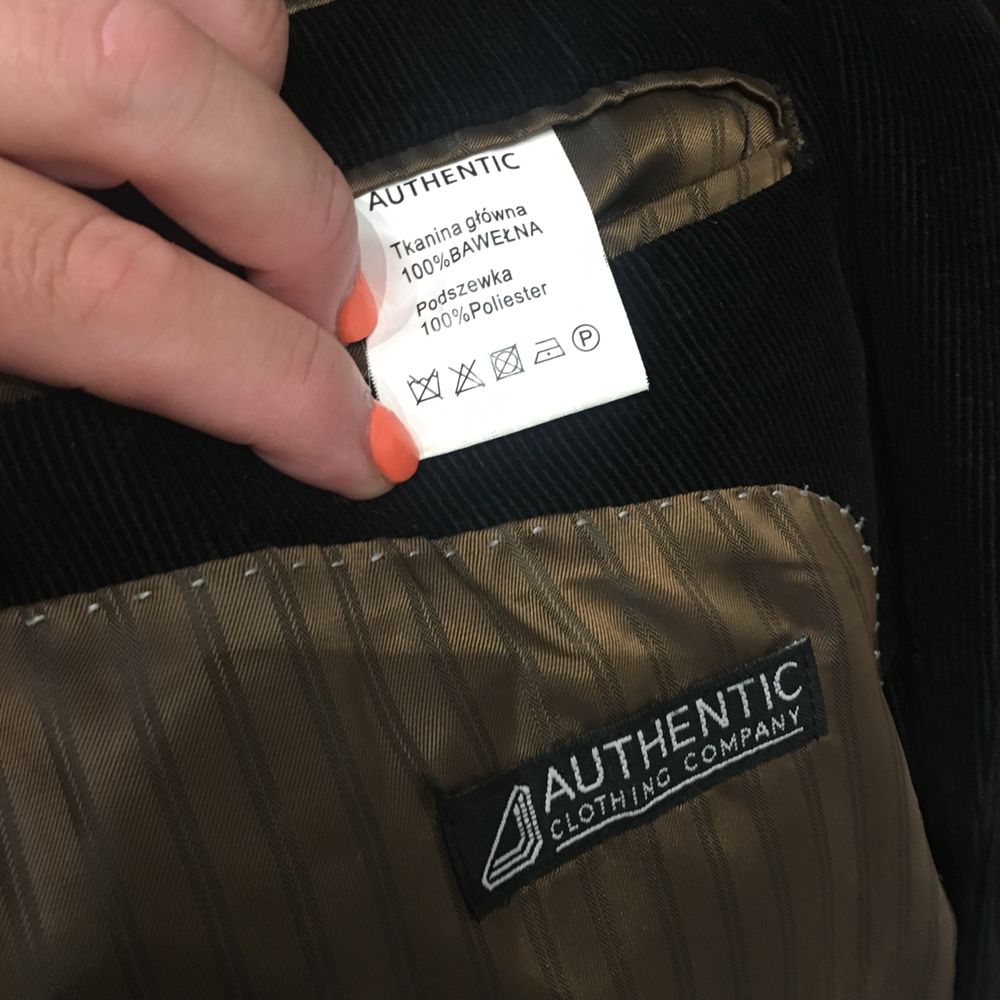 AUTHENTIC
Tkanina główna
100%BAWEŁNA
Podszewka
100%Poliester
P
AUTHENTIC
CLOTHING COMPANY